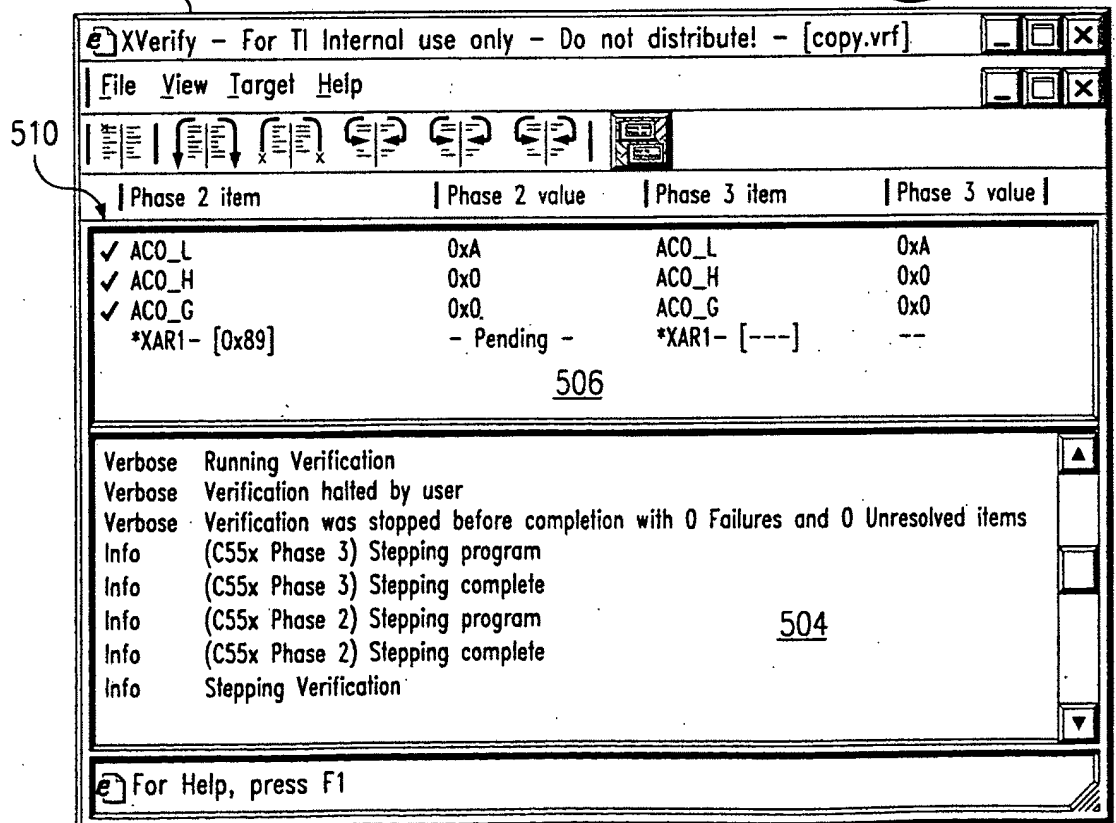 XVerify – For TI Internal use only – Do not distribute! – [copy.vrf]
File View Target Help
510
Phase 2 item Phase 2 value Phase 3 item Phase 3 value
✓ AC0_L 0xA AC0_L 0xA
✓ AC0_H 0x0 AC0_H 0x0
✓ AC0_G 0x0 AC0_G 0x0
*XAR1– [0x89] – Pending – *XAR1– [---] --
506
Verbose Running Verification
Verbose Verification halted by user
Verbose Verification was stopped before completion with 0 Failures and 0 Unresolved items
Info (C55x Phase 3) Stepping program
Info (C55x Phase 3) Stepping complete
Info (C55x Phase 2) Stepping program
504
Info (C55x Phase 2) Stepping complete
Info Stepping Verification
For Help, press F1